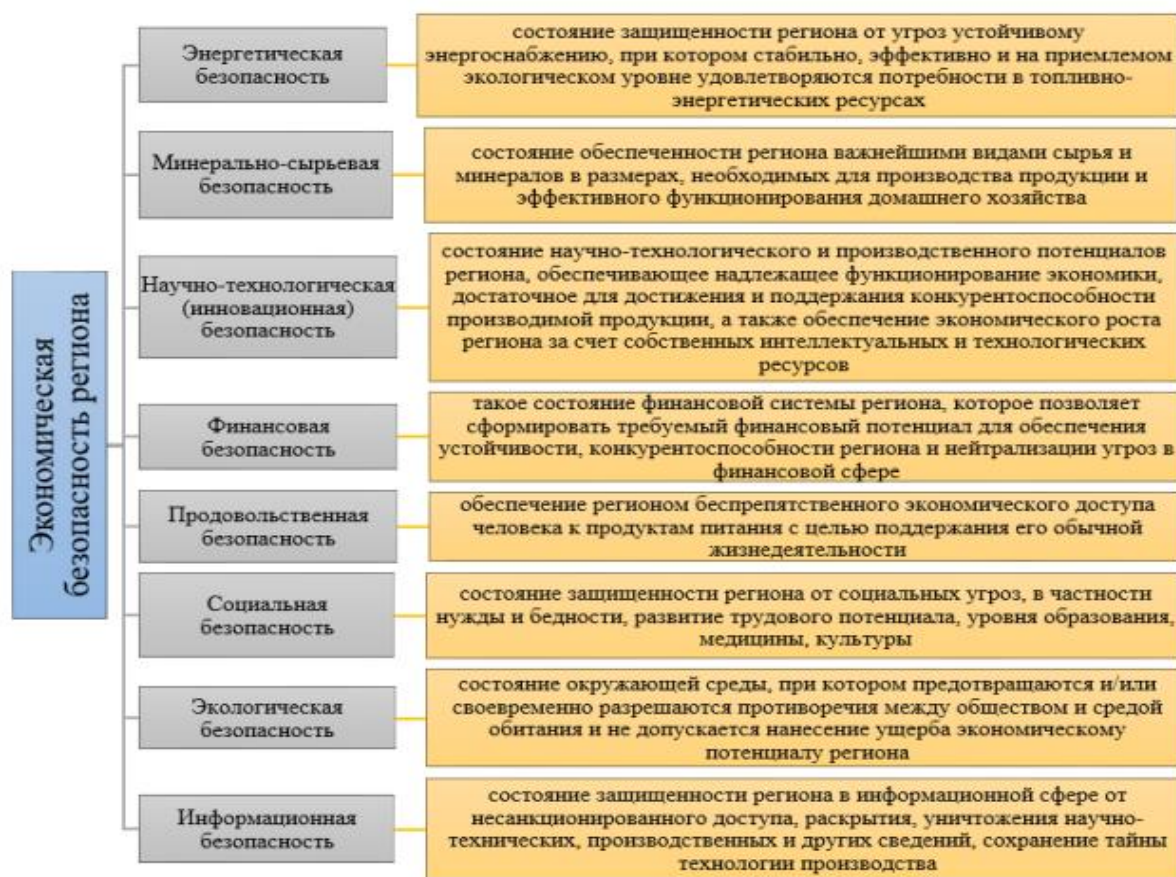 Экономическая
безопасность региона
Энергетическая
безопасность
состояние защищенности региона от угроз устойчивому
энергоснабжению, при котором стабильно, эффективно и на приемлемом
экологическом уровне удовлетворяются потребности в топливно-
энергетических ресурсах
Минерально-сырьевая
безопасность
состояние обеспеченности региона важнейшими видами сырья и
минералов в размерах, необходимых для производства продукции и
эффективного функционирования домашнего хозяйства
Научно-технологическая
(инновационная)
безопасность
состояние научно-технологического и производственного потенциалов
региона, обеспечивающее надлежащее функционирование экономики,
достаточное для достижения и поддержания конкурентоспособности
производимой продукции, а также обеспечение экономического роста
региона за счет собственных интеллектуальных и технологических
ресурсов
Финансовая
безопасность
такое состояние финансовой системы региона, которое позволяет
сформировать требуемый финансовый потенциал для обеспечения
устойчивости, конкурентоспособности региона и нейтрализации угроз в
финансовой сфере
Продовольственная
безопасность
обеспечение регионом беспрепятственного экономического доступа
человека к продуктам питания с целью поддержания его обычной
жизнедеятельности
Социальная
безопасность
состояние защищенности региона от социальных угроз, в частности
нужды и бедности, развитие трудового потенциала, уровня образования,
медицины, культуры
Экологическая
безопасность
состояние окружающей среды, при котором предотвращаются и/или
своевременно разрешаются противоречия между обществом и средой
обитания и не допускается нанесение ущерба экономическому
потенциалу региона
Информационная
безопасность
состояние защищенности региона в информационной сфере от
несанкционированного доступа, раскрытия, уничтожения научно-
технических, производственных и других сведений, сохранение тайны
технологии производства